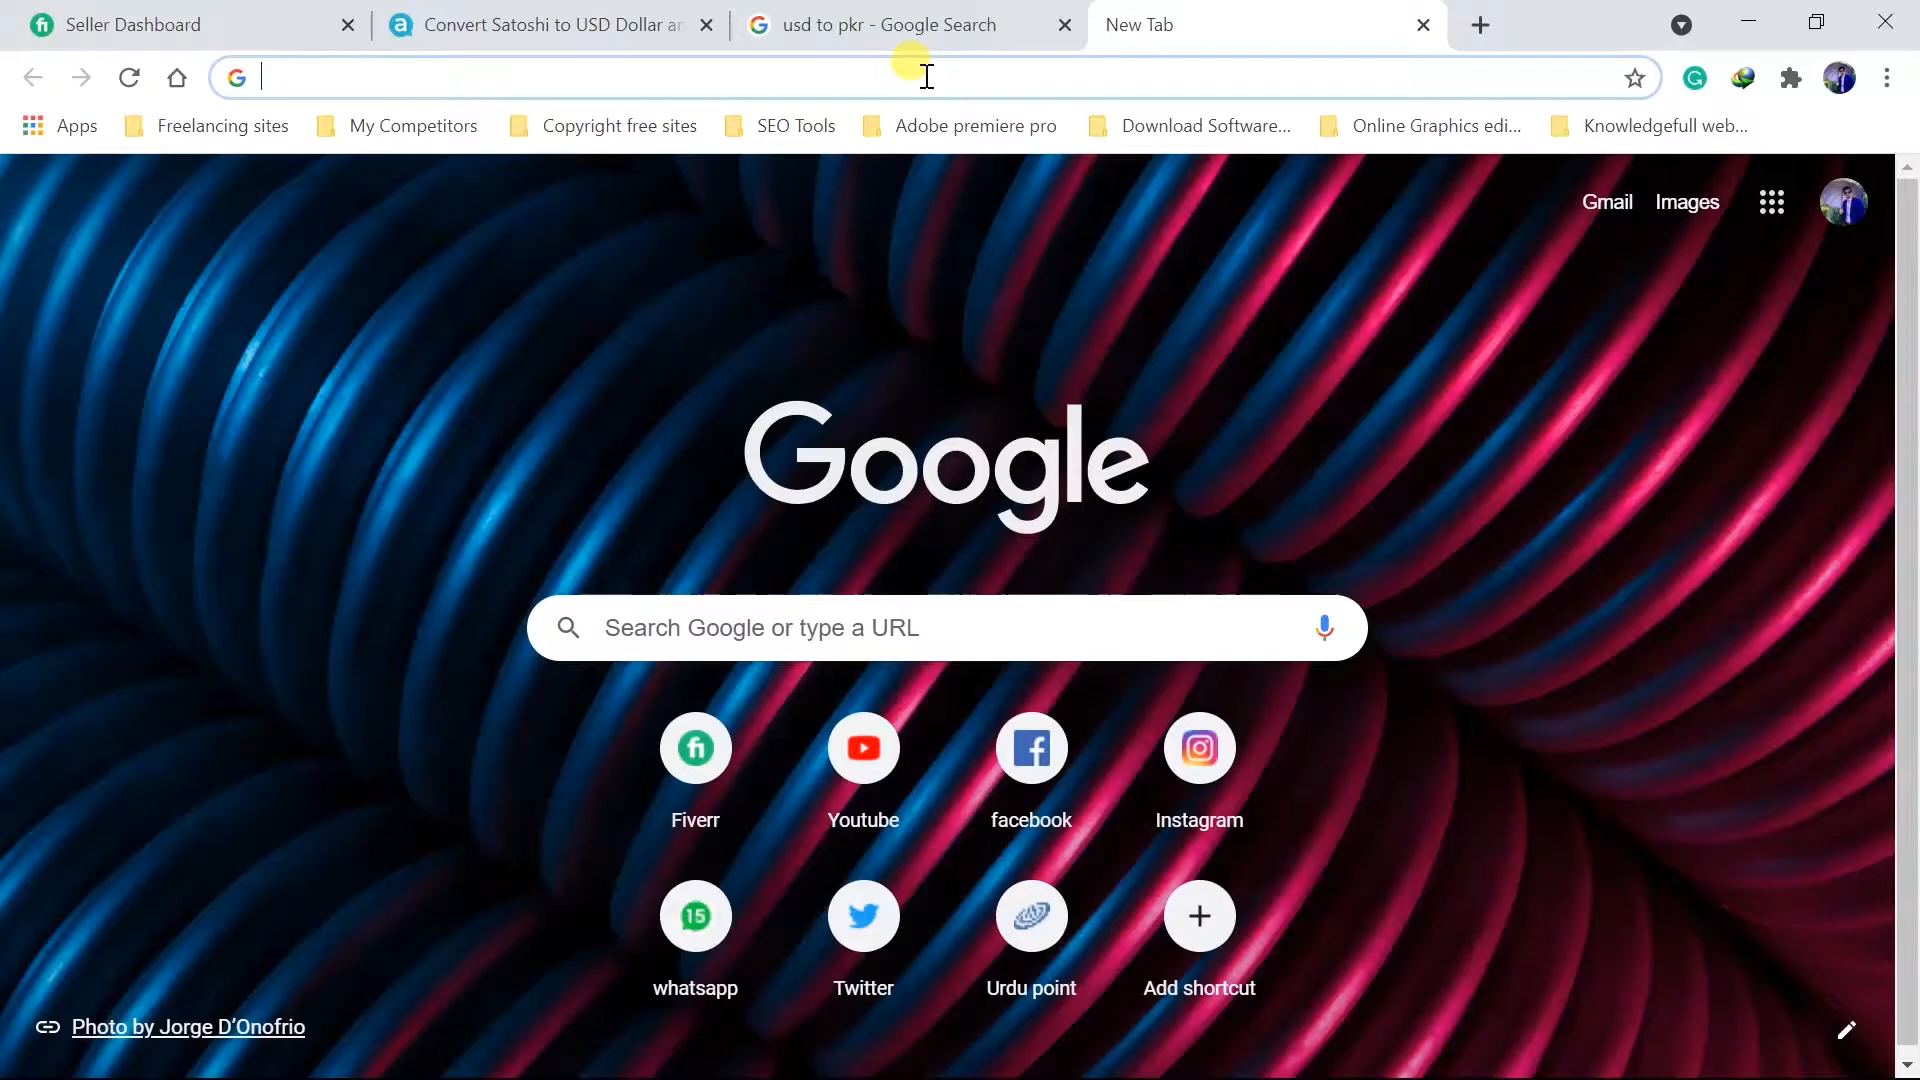 Seller Dashboard
Convert Satoshi to USD Dollar an
usd to pkr - Google Search
New Tab
Apps
Freelancing sites
My Competitors
Copyright free sites
SEO Tools
Adobe premiere pro
Download Software...
Online Graphics edi...
Knowledgefull web...
Gmail
Images
Google
Search Google or type a URL
Fiverr
Youtube
facebook
Instagram
15
whatsapp
Twitter
Urdu point
Add shortcut
Photo by Jorge D'Onofrio